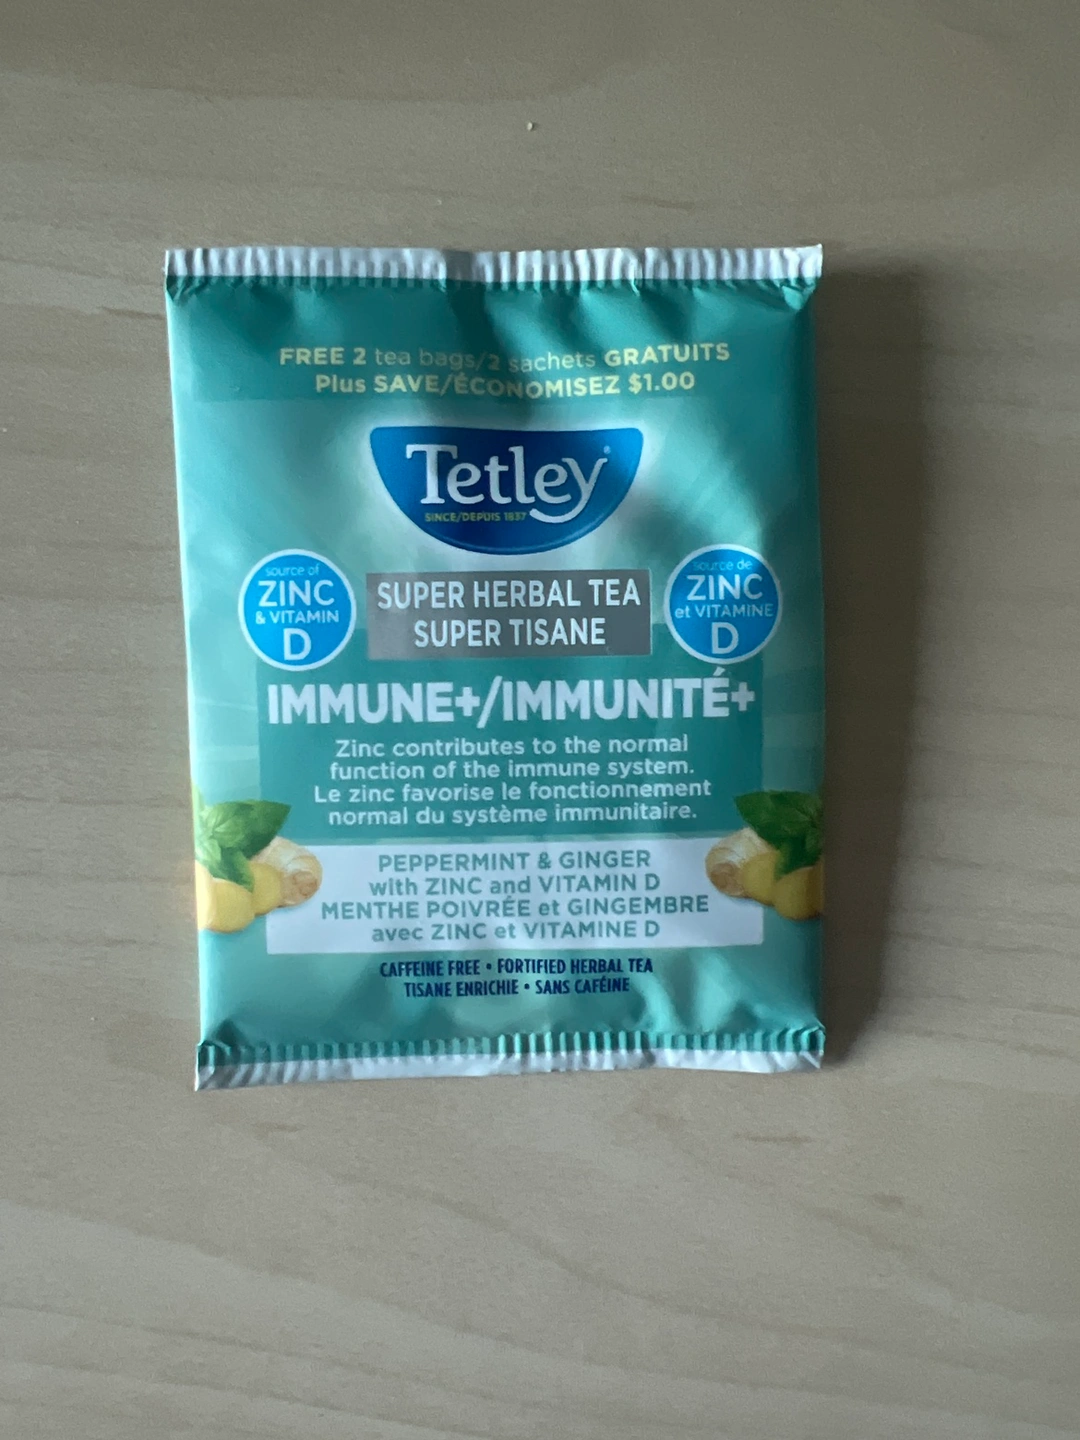 FREE 2 tea bags/2 sachets GRATUITS
Plus SAVE/ÉCONOMISEZ $1.00
Tetley®
SINCE/DEPUIS 1837
source of
ZINC
& VITAMIN
D
SUPER HERBAL TEA
SUPER TISANE
source de
ZINC
et VITAMINE
D
IMMUNE+/IMMUNITÉ+
Zinc contributes to the normal
function of the immune system.
Le zinc favorise le fonctionnement
normal du système immunitaire.
PEPPERMINT & GINGER
with ZINC and VITAMIN D
MENTHE POIVRÉE et GINGEMBRE
avec ZINC et VITAMINE D
CAFFEINE FREE • FORTIFIED HERBAL TEA
TISANE ENRICHIE • SANS CAFÉINE